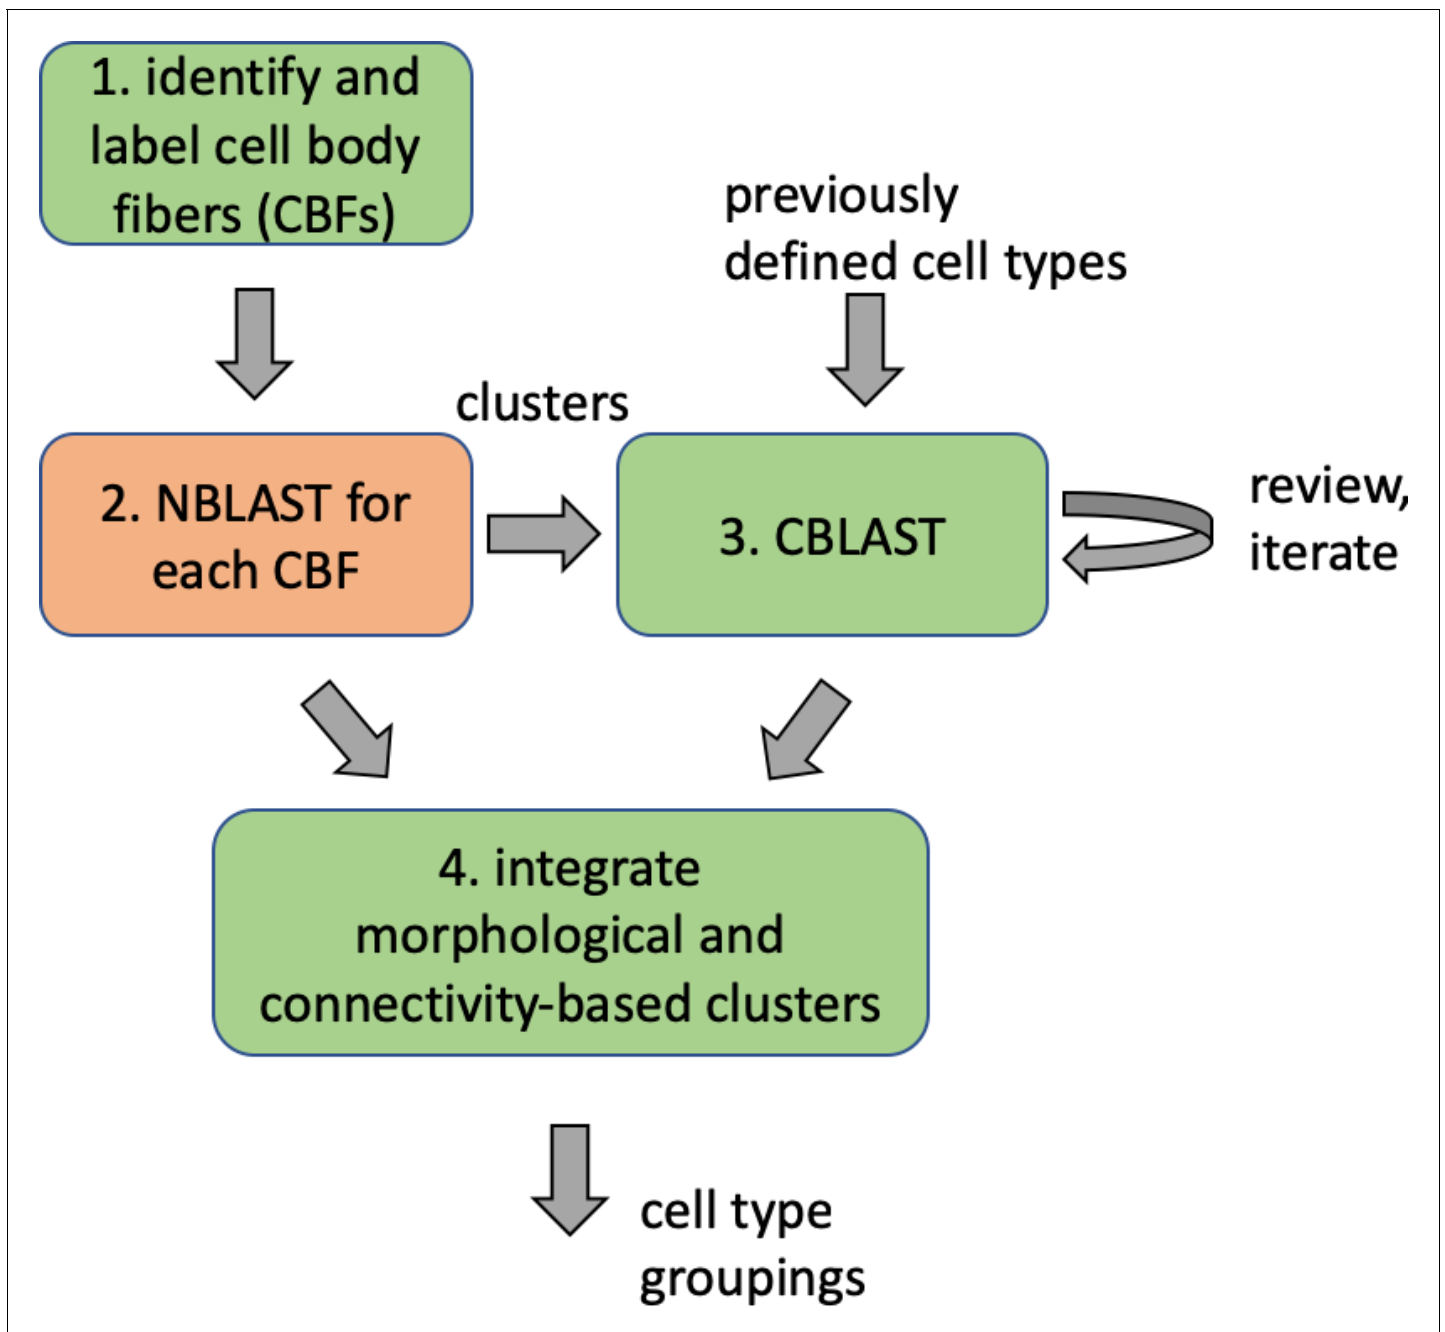 1. identify and
label cell body
fibers (CBFs)
previously
defined cell types
clusters
2. NBLAST for
each CBF
3. CBLAST
review,
iterate
4. integrate
morphological and
connectivity-based clusters
cell type
groupings